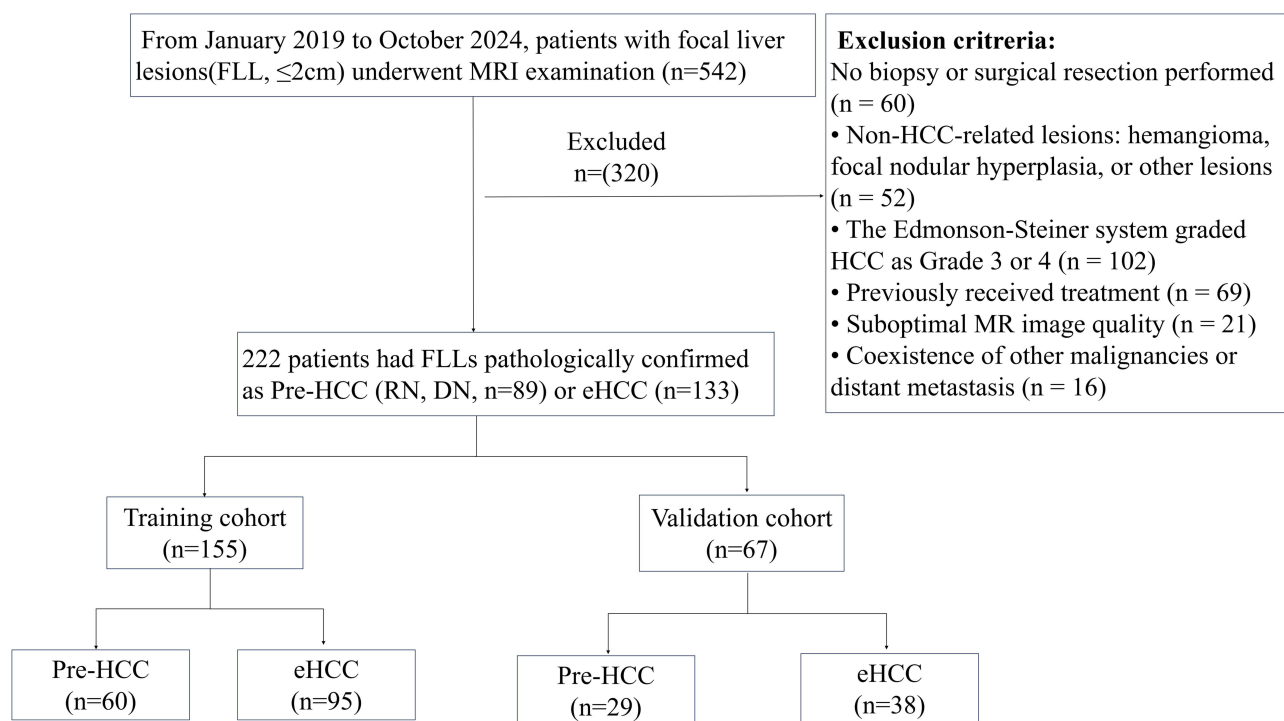 From January 2019 to October 2024, patients with focal liver
lesions(FLL, ≤2cm) underwent MRI examination (n=542)
Excluded
n=(320)
Exclusion critreria:
No biopsy or surgical resection performed
(n = 60)
• Non-HCC-related lesions: hemangioma,
focal nodular hyperplasia, or other lesions
(n = 52)
• The Edmonson-Steiner system graded
HCC as Grade 3 or 4 (n = 102)
• Previously received treatment (n = 69)
• Suboptimal MR image quality (n = 21)
• Coexistence of other malignancies or
distant metastasis (n = 16)
222 patients had FLLs pathologically confirmed
as Pre-HCC (RN, DN, n=89) or eHCC (n=133)
Training cohort
(n=155)
Validation cohort
(n=67)
Pre-HCC
(n=60)
eHCC
(n=95)
Pre-HCC
(n=29)
eHCC
(n=38)